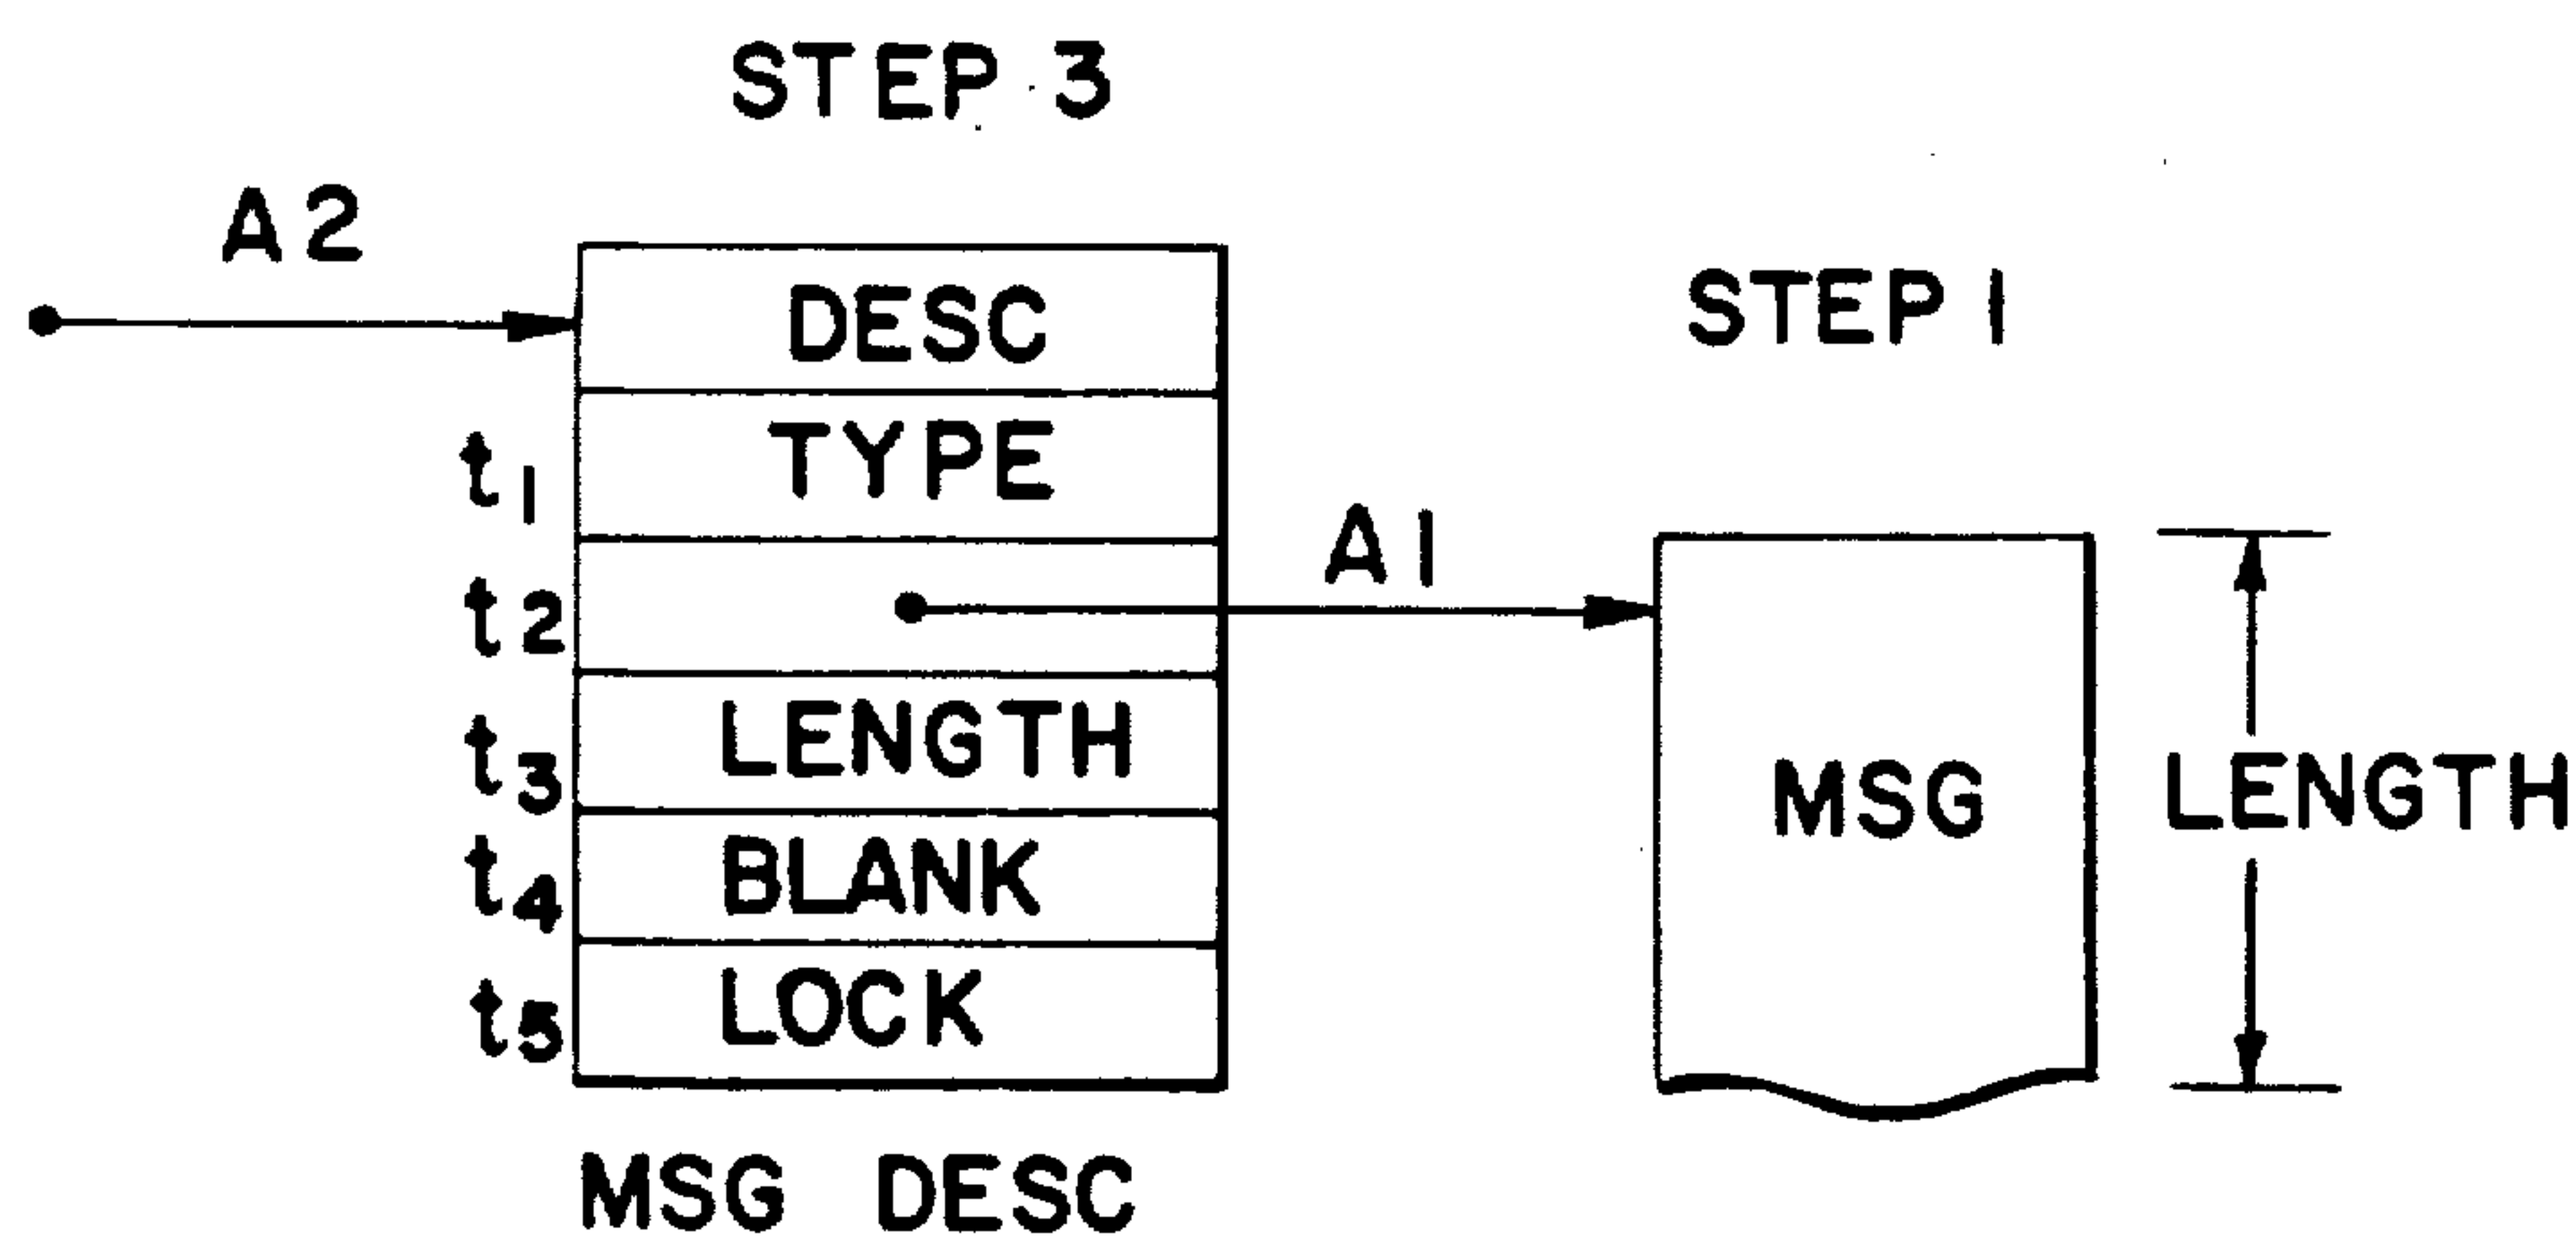 STEP 3
A2
DESC
STEP 1
t1 TYPE
A1
t2
t3 LENGTH
MSG
LENGTH
t4 BLANK
t5 LOCK
MSG DESC